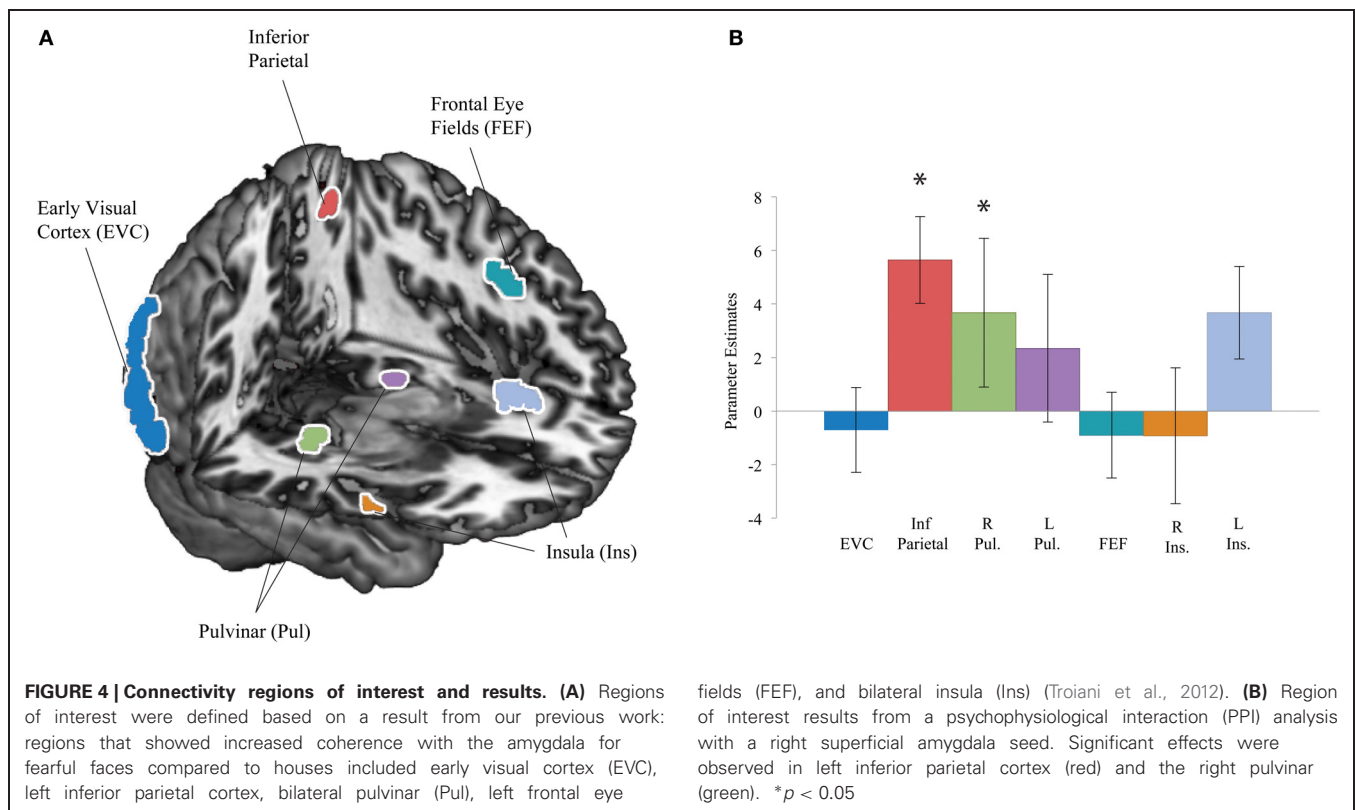 A
Inferior
Parietal
Frontal Eye
Fields (FEF)
Early Visual
Cortex (EVC)
Insula (Ins)
Pulvinar (Pul)
B
*
*
Parameter Estimates
8
6
4
2
0
-2
-4
EVC
Inf
Parietal
R
Pul.
L
Pul.
FEF
R
Ins.
L
Ins.
FIGURE 4 | Connectivity regions of interest and results. (A) Regions
of interest were defined based on a result from our previous work:
regions that showed increased coherence with the amygdala for
fearful faces compared to houses included early visual cortex (EVC),
left inferior parietal cortex, bilateral pulvinar (Pul), left frontal eye
fields (FEF), and bilateral insula (Ins) (Troiani et al., 2012). (B) Region
of interest results from a psychophysiological interaction (PPI) analysis
with a right superficial amygdala seed. Significant effects were
observed in left inferior parietal cortex (red) and the right pulvinar
(green). *p < 0.05